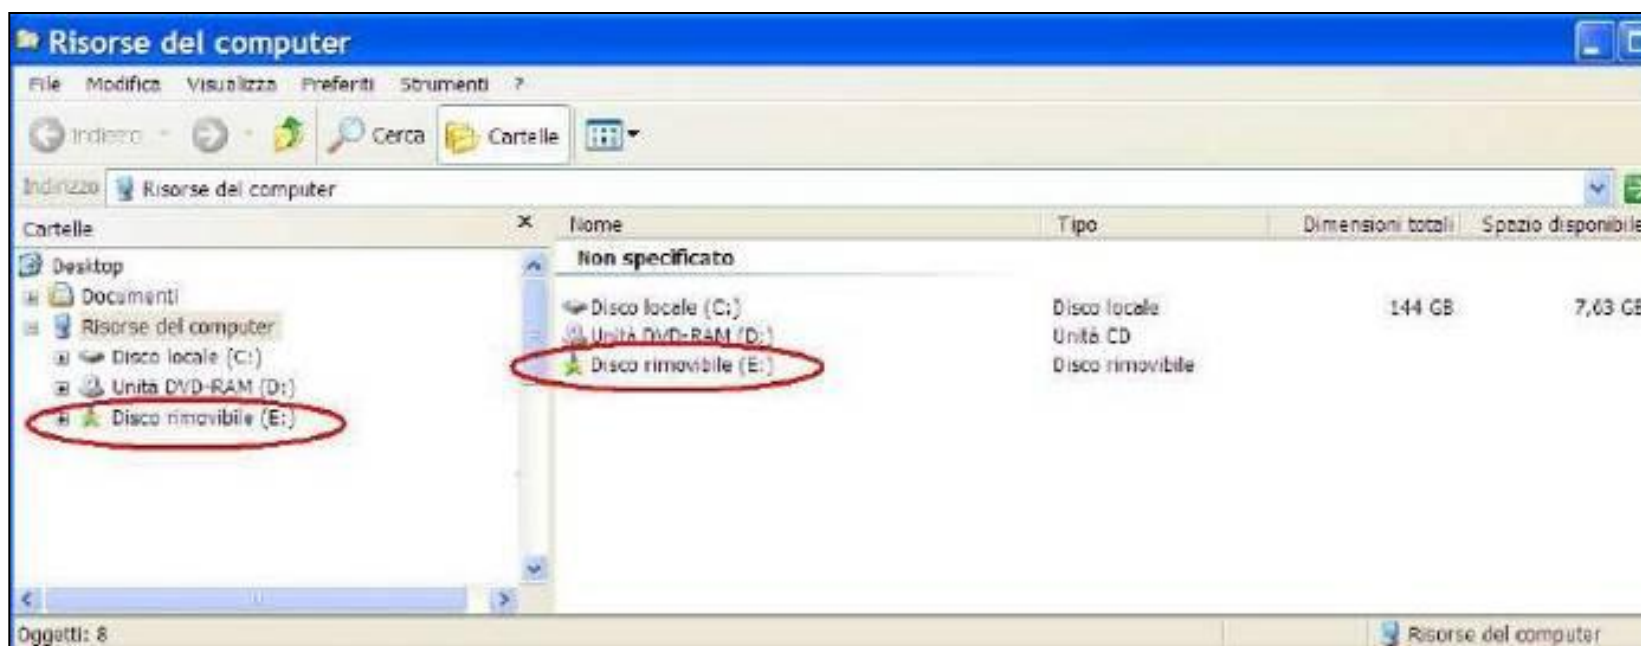 Risorse del computer
File Modifica Visualizza Preferiti Strumenti ?
Indietro Cerca Cartelle
Indirizzo Risorse del computer
Cartelle × Nome Tipo Dimensioni totali Spazio disponibile
Desktop
Documenti
Risorse del computer
Disco locale (C:)
Unità DVD-RAM (D:)
Disco rimovibile (E:)
Non specificato
Disco locale (C:) Disco locale 144 GB 7,63 GB
Unità DVD-RAM (D:) Unità CD
Disco rimovibile (E:) Disco rimovibile
Oggetti: 8 Risorse del computer